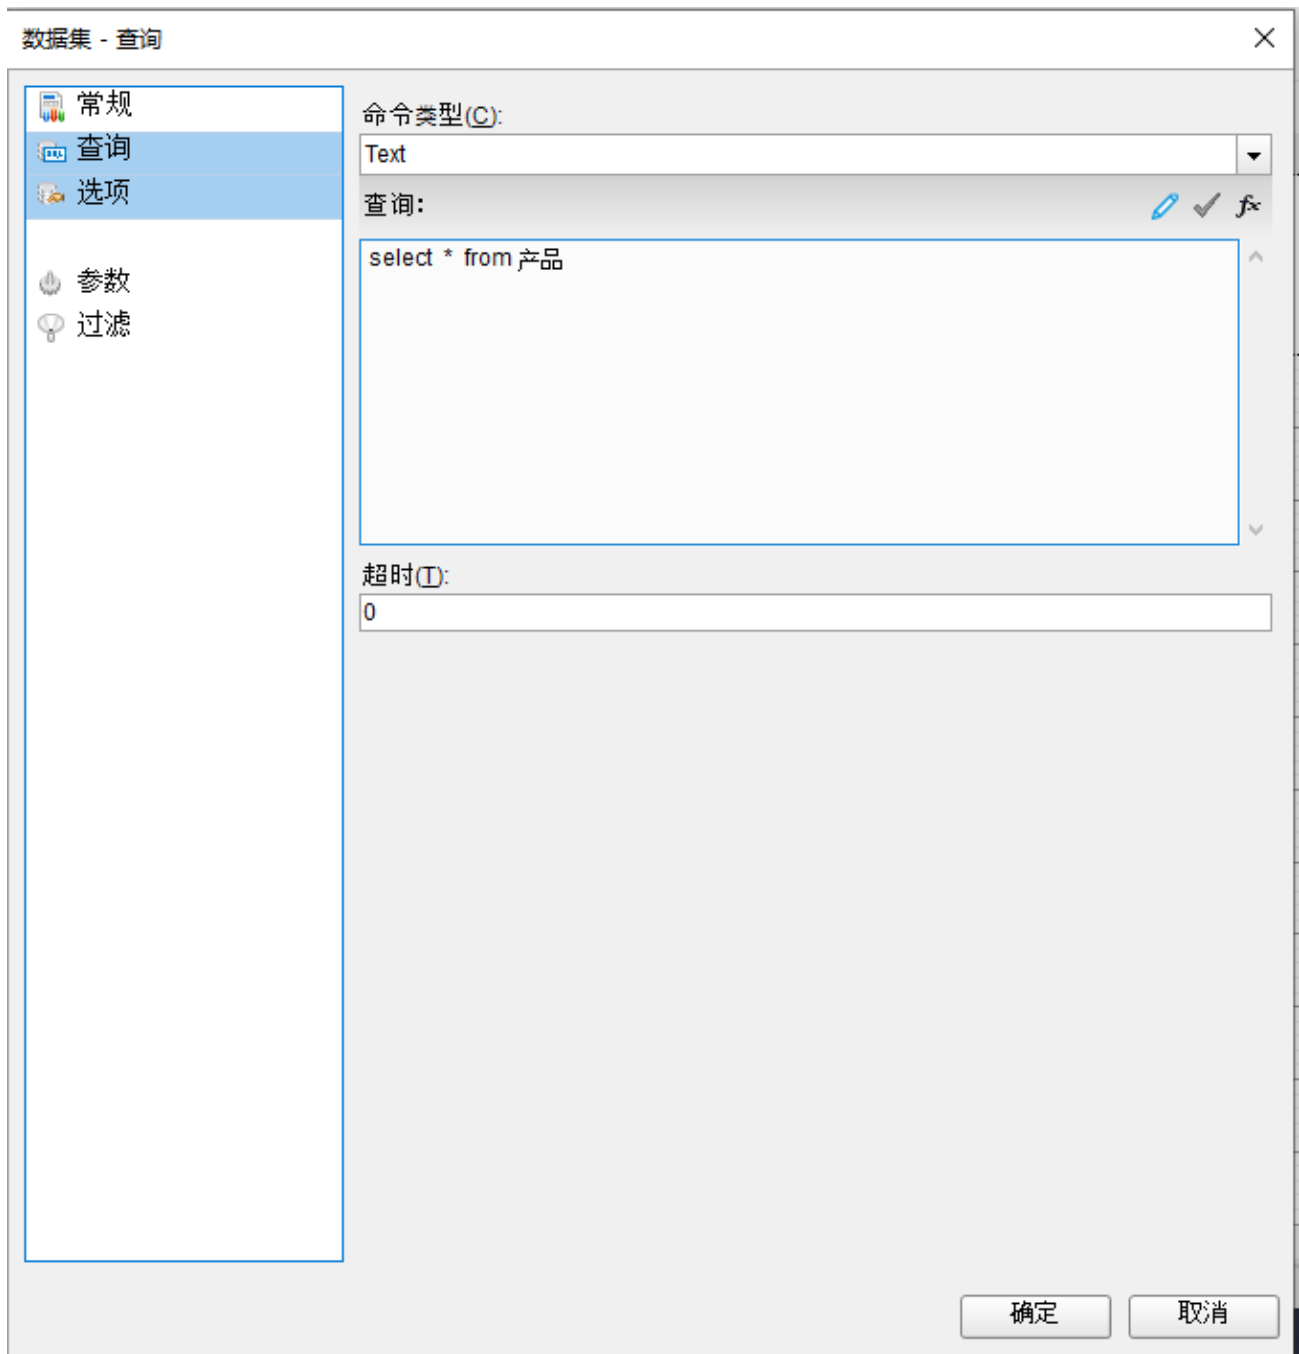 数据集 - 查询
常规
查询
选项
参数
过滤
命令类型(C):
Text
查询:
fx
select * from 产品
超时(T):
0
确定
取消